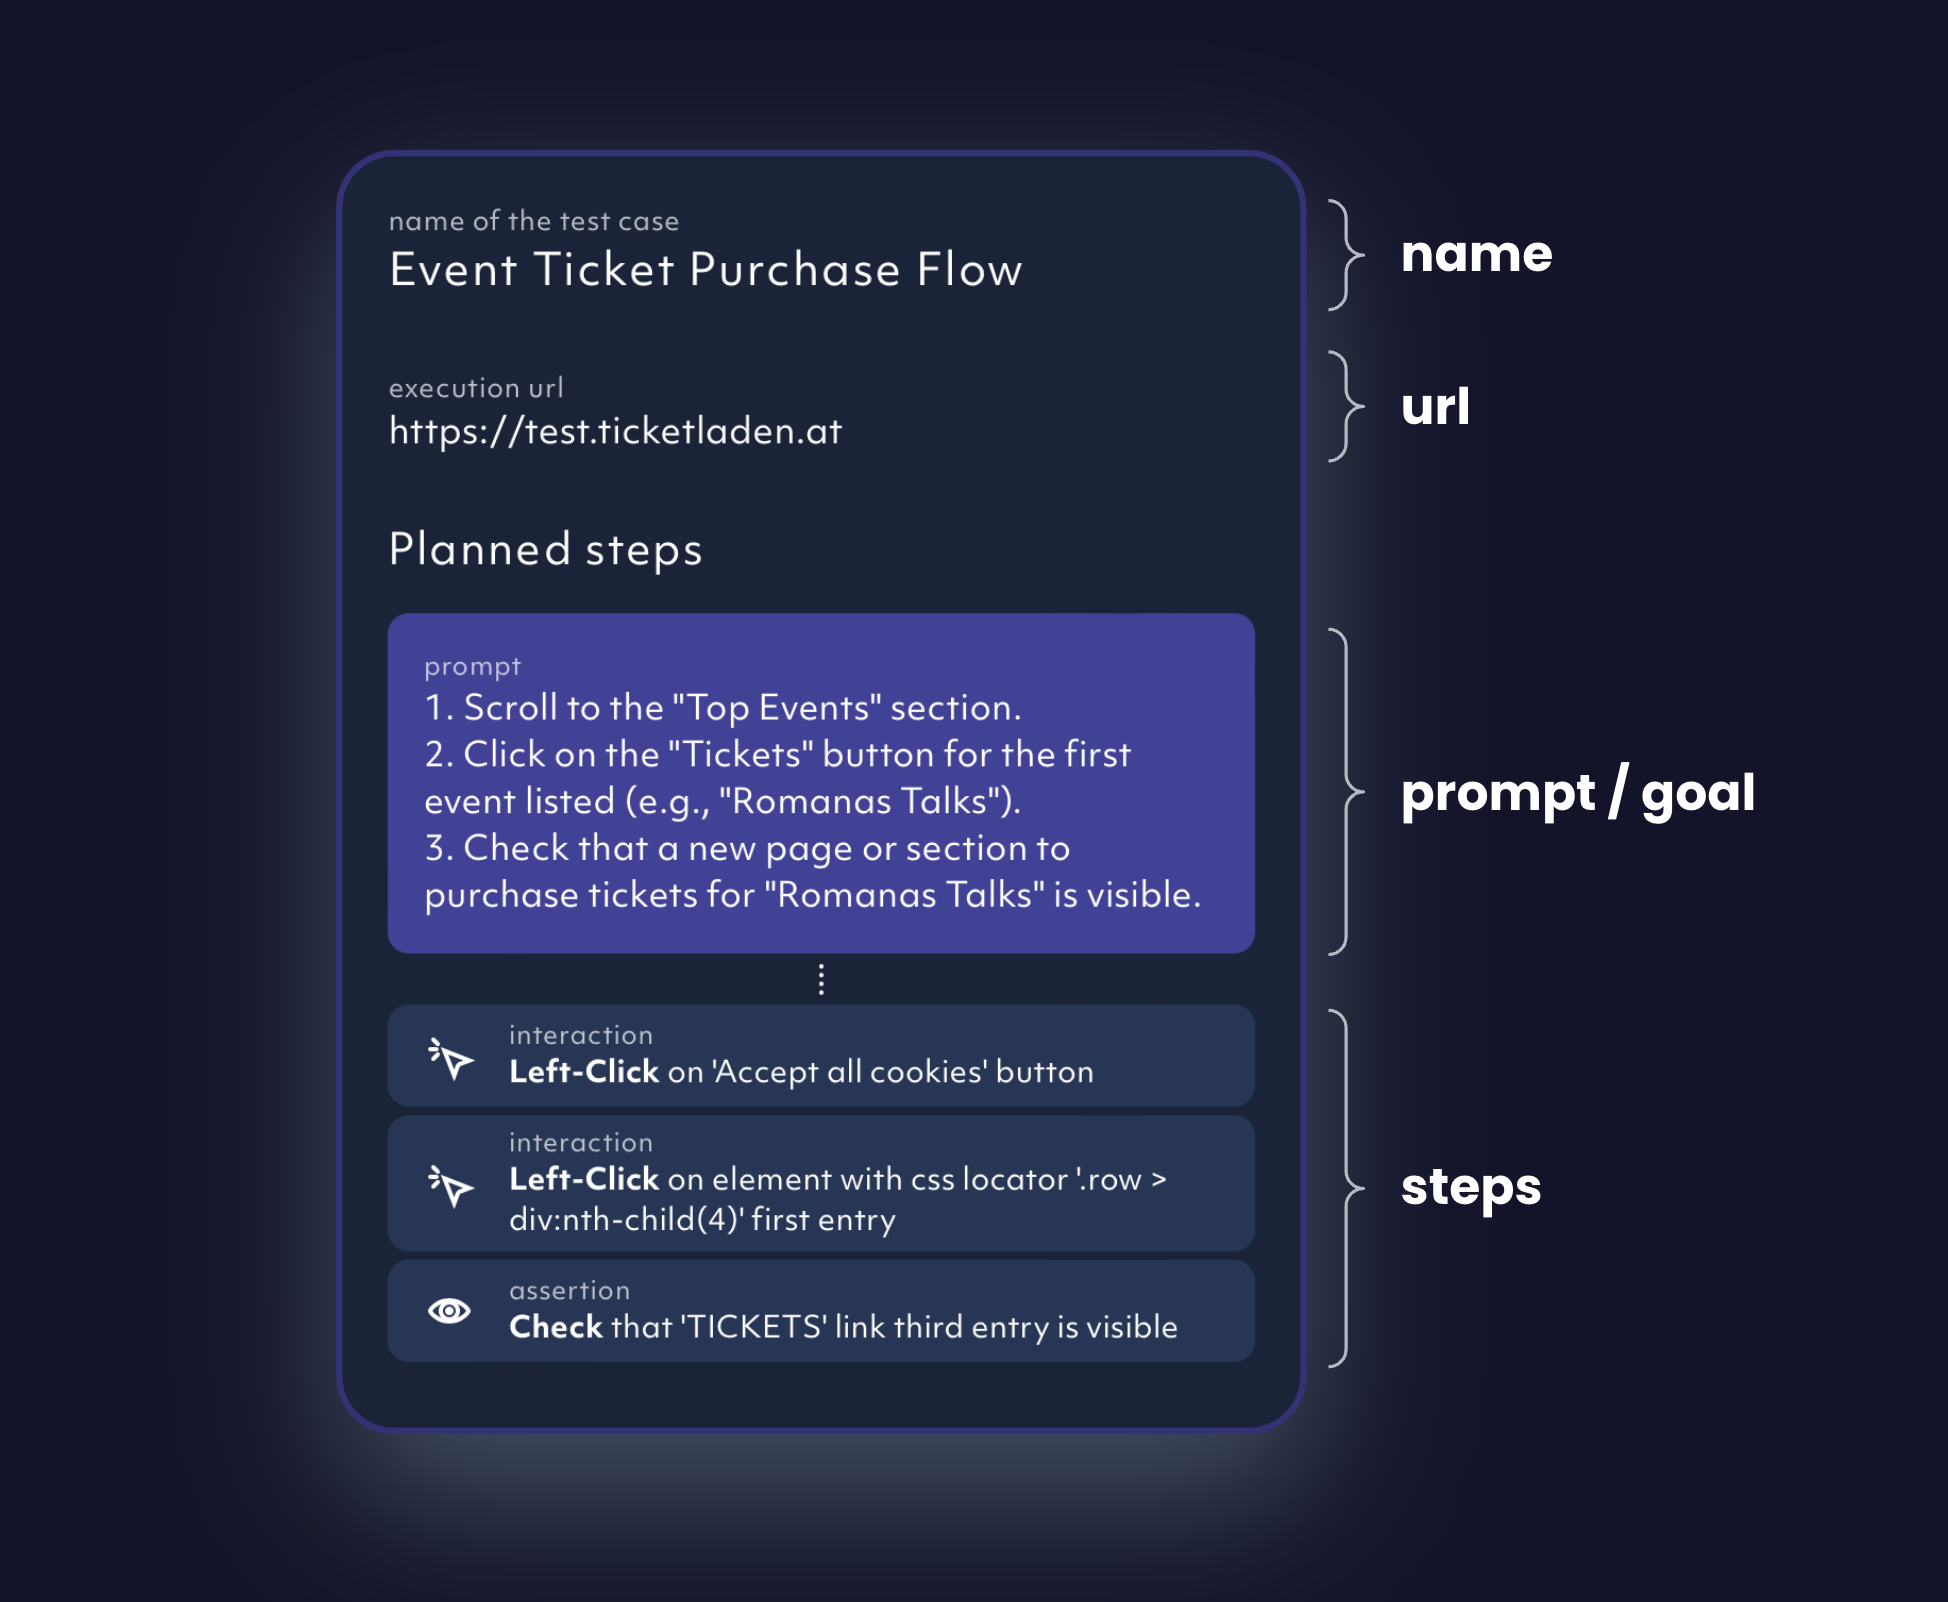 name of the test case
Event Ticket Purchase Flow
name
execution url
https://test.ticketladen.at
url
Planned steps
prompt
1. Scroll to the "Top Events" section.
2. Click on the "Tickets" button for the first
event listed (e.g., "Romanas Talks").
3. Check that a new page or section to
purchase tickets for "Romanas Talks" is visible.
prompt / goal
interaction
Left-Click on 'Accept all cookies' button
interaction
Left-Click on element with css locator '.row >
div:nth-child(4)' first entry
assertion
Check that 'TICKETS' link third entry is visible
steps